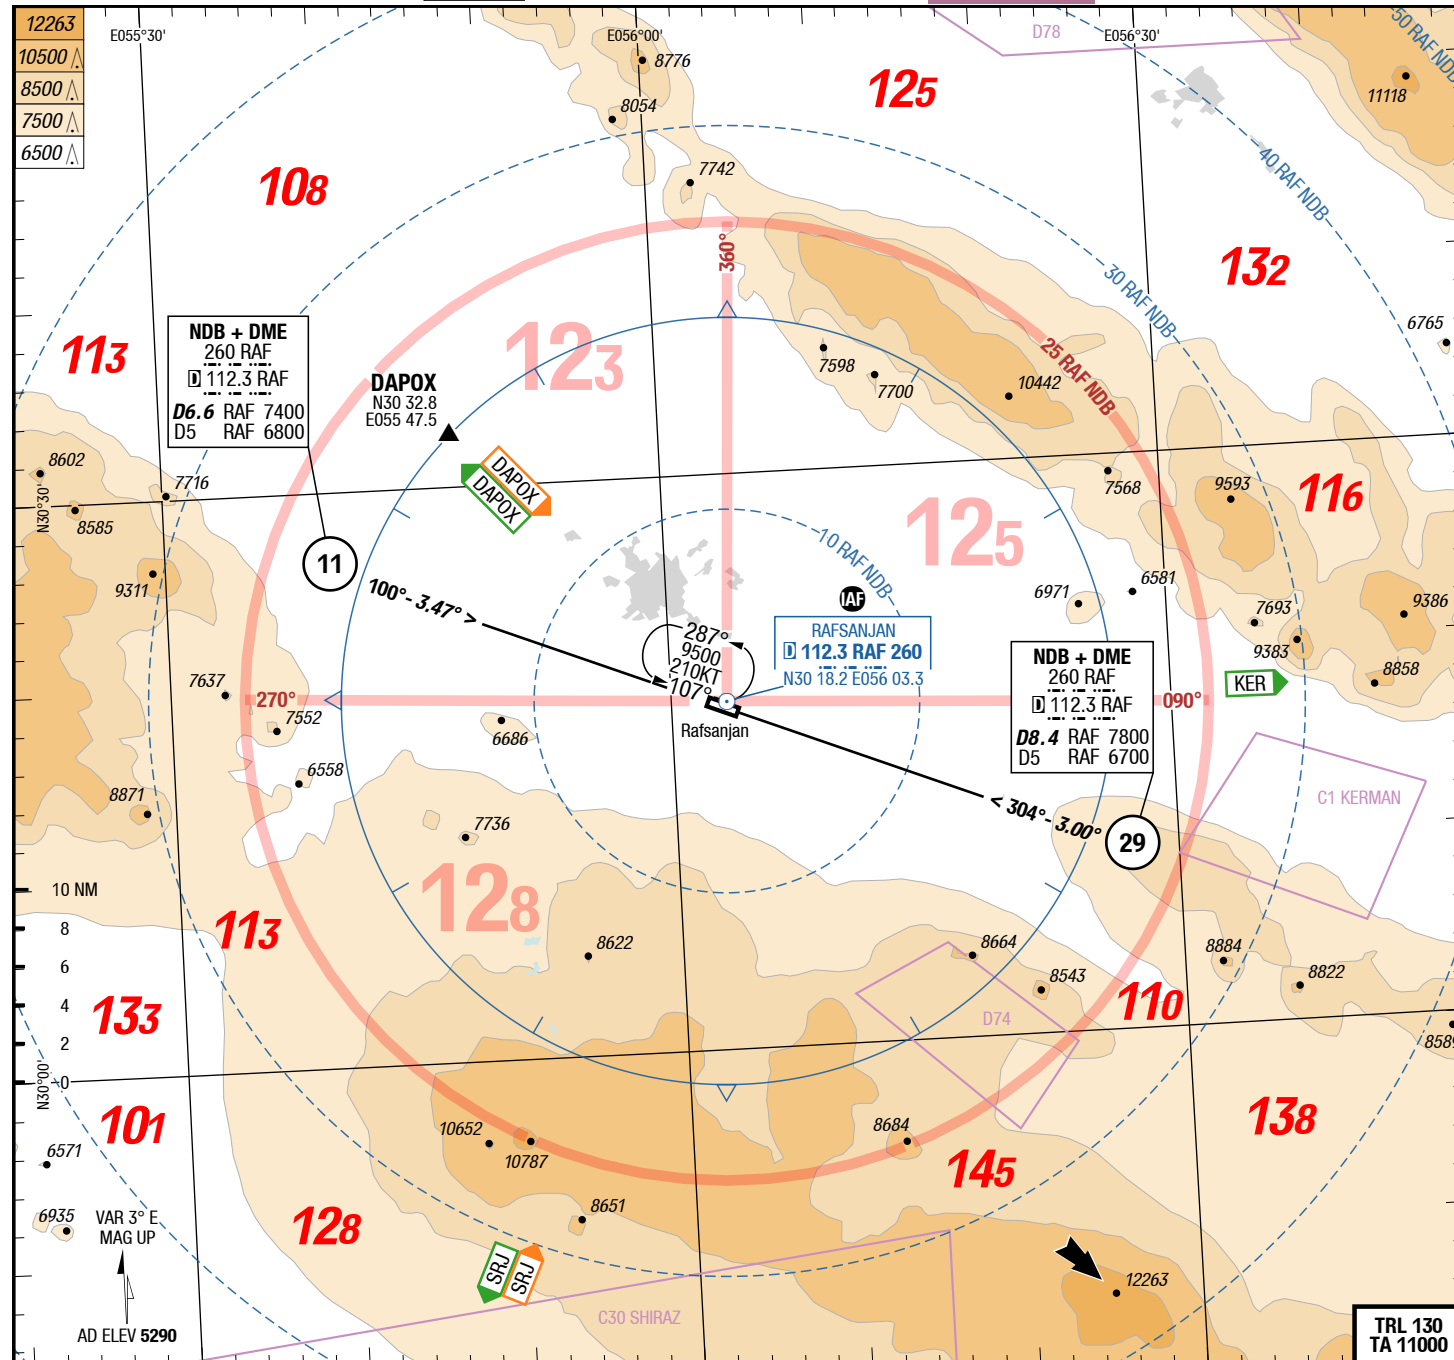 12263
10500
8500
7500
6500
E055°30'
E056°00'
E056°30'
D78
50 RAF NDB
8776
8054
125
11118
108
7742
40 RAF NDB
360°
132
30 RAF NDB
6765
NDB + DME
260 RAF
D 112.3 RAF
D6.6 RAF 7400
D5 RAF 6800
113
123
25 RAF NDB
7598
7700
10442
DAPOX
N30 32.8
E055 47.5
8602
7716
8585
N30°30'
DAPOX
DAPOX
7568
9593
116
125
10 RAF NDB
9311
11
100°- 3.47° >
IAF
6971
6581
7693
9386
9383
8858
287°
9500
210KT
107°
RAFSANJAN
D 112.3 RAF 260
N30 18.2 E056 03.3
NDB + DME
260 RAF
D 112.3 RAF
D8.4 RAF 7800
D5 RAF 6700
KER
7637
270°
090°
7552
6686
Rafsanjan
6558
8871
7736
< 304°- 3.00°
29
C1 KERMAN
10 NM
8
6
4
2
0
128
113
8622
8664
8543
8884
8822
110
133
D74
8589
N30°00'
101
6571
10652
10787
8684
138
145
8651
6935
VAR 3° E
MAG UP
128
SRJ
SRJ
12263
C30 SHIRAZ
AD ELEV 5290
TRL 130
TA 11000